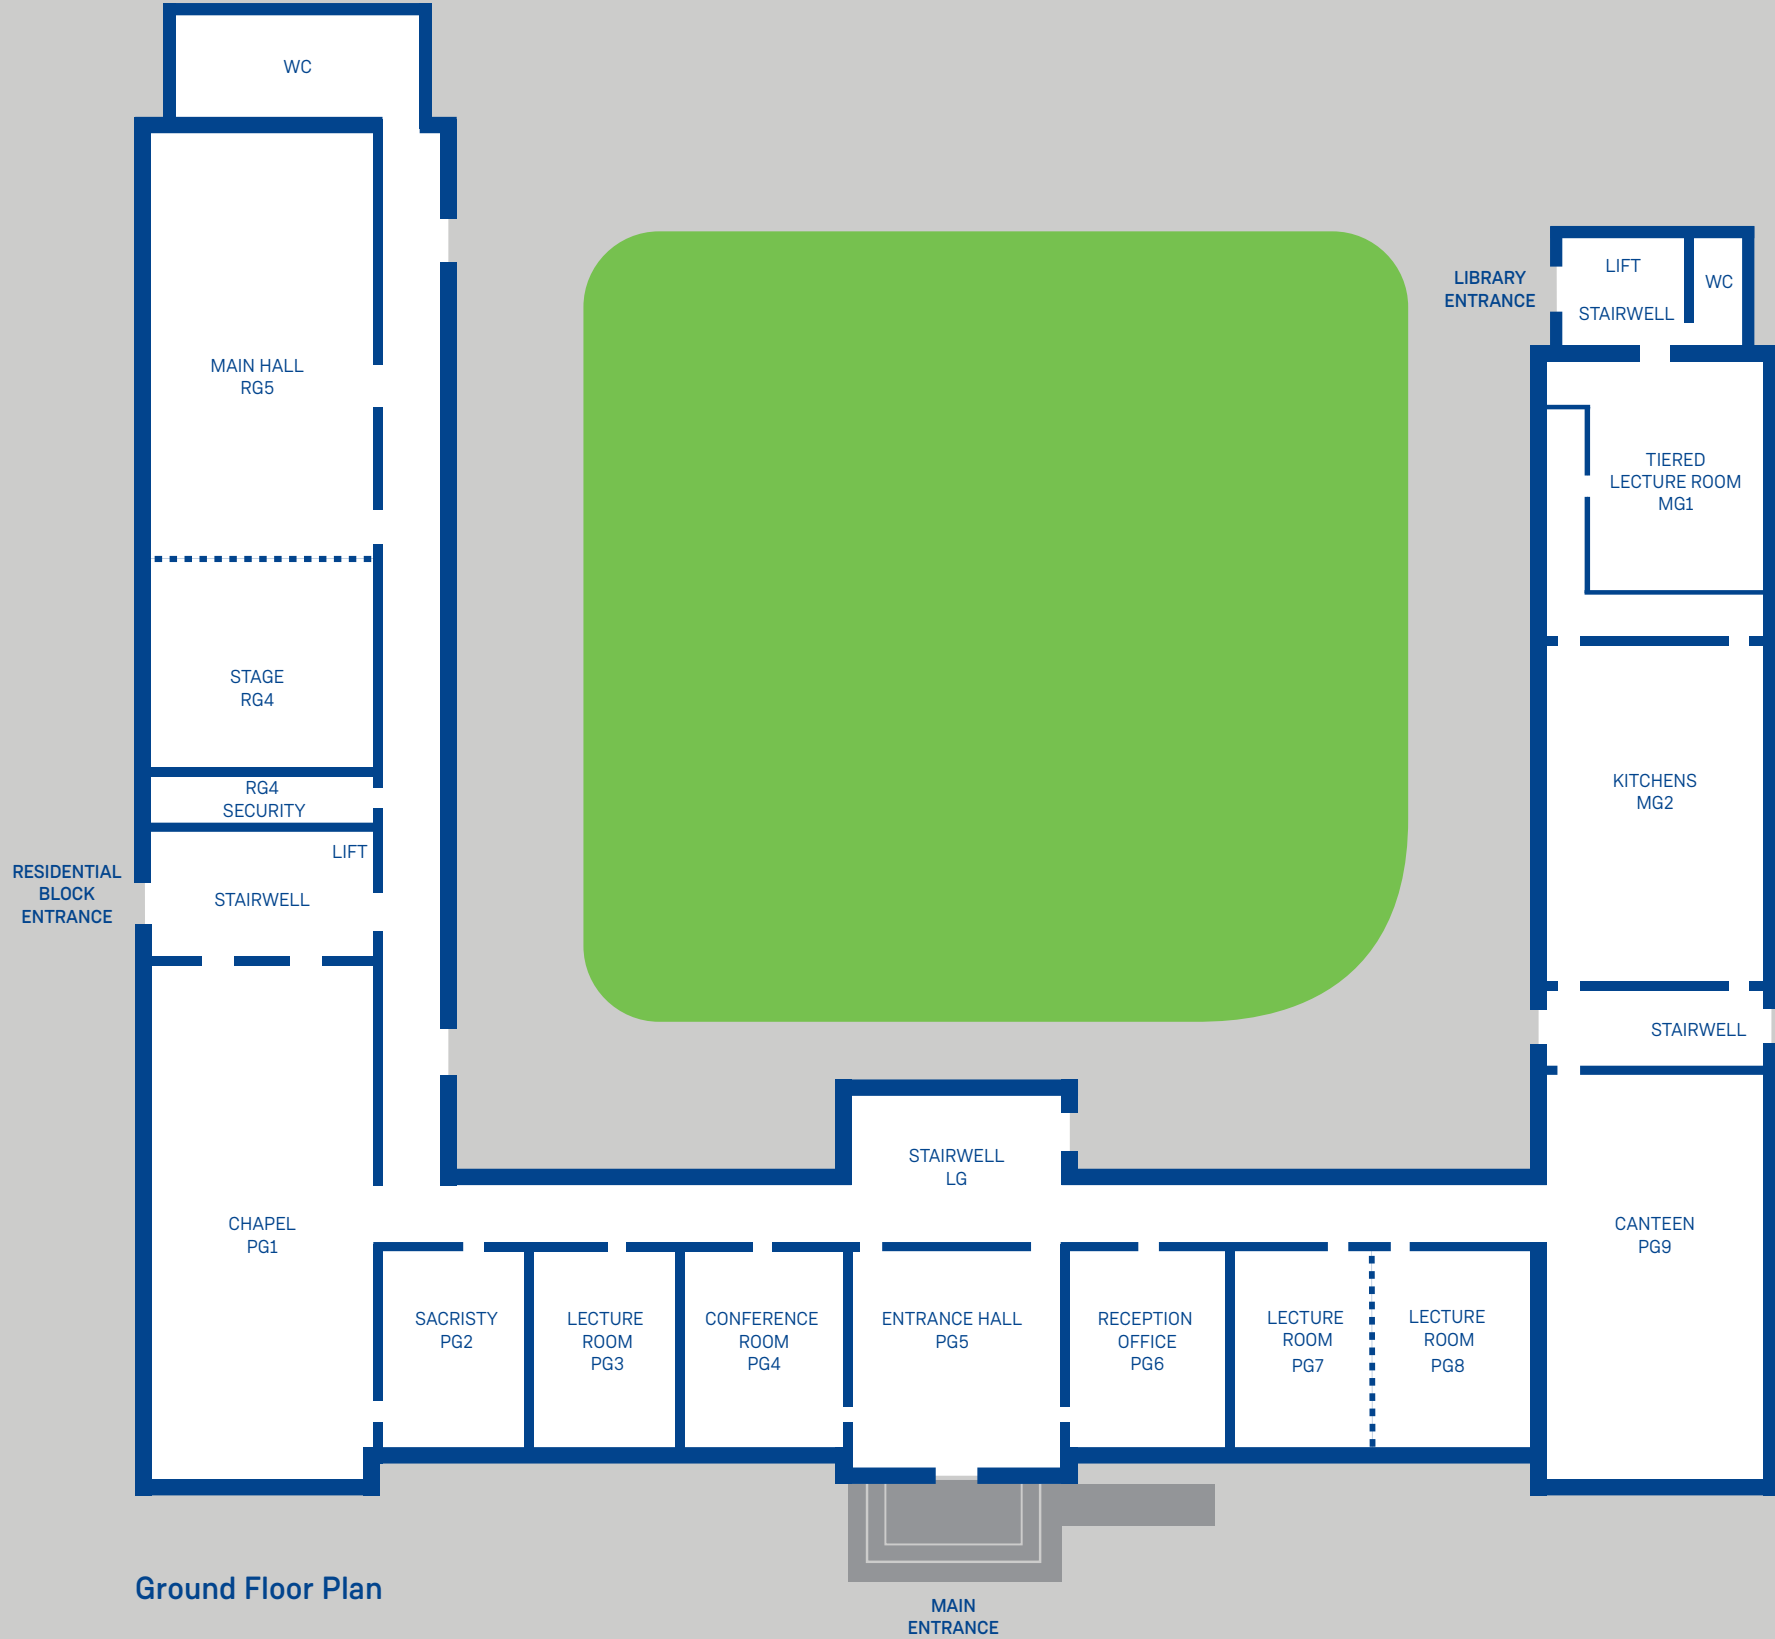 WC
LIBRARY
ENTRANCE
LIFT
STAIRWELL
WC
MAIN HALL
RG5
TIERED
LECTURE ROOM
MG1
STAGE
RG4
RG4
SECURITY
KITCHENS
MG2
LIFT
STAIRWELL
RESIDENTIAL
BLOCK
ENTRANCE
STAIRWELL
STAIRWELL
LG
CHAPEL
PG1
CANTEEN
PG9
SACRISTY
PG2
LECTURE
ROOM
PG3
CONFERENCE
ROOM
PG4
ENTRANCE HALL
PG5
RECEPTION
OFFICE
PG6
LECTURE
ROOM
PG7
LECTURE
ROOM
PG8
Ground Floor Plan
MAIN
ENTRANCE